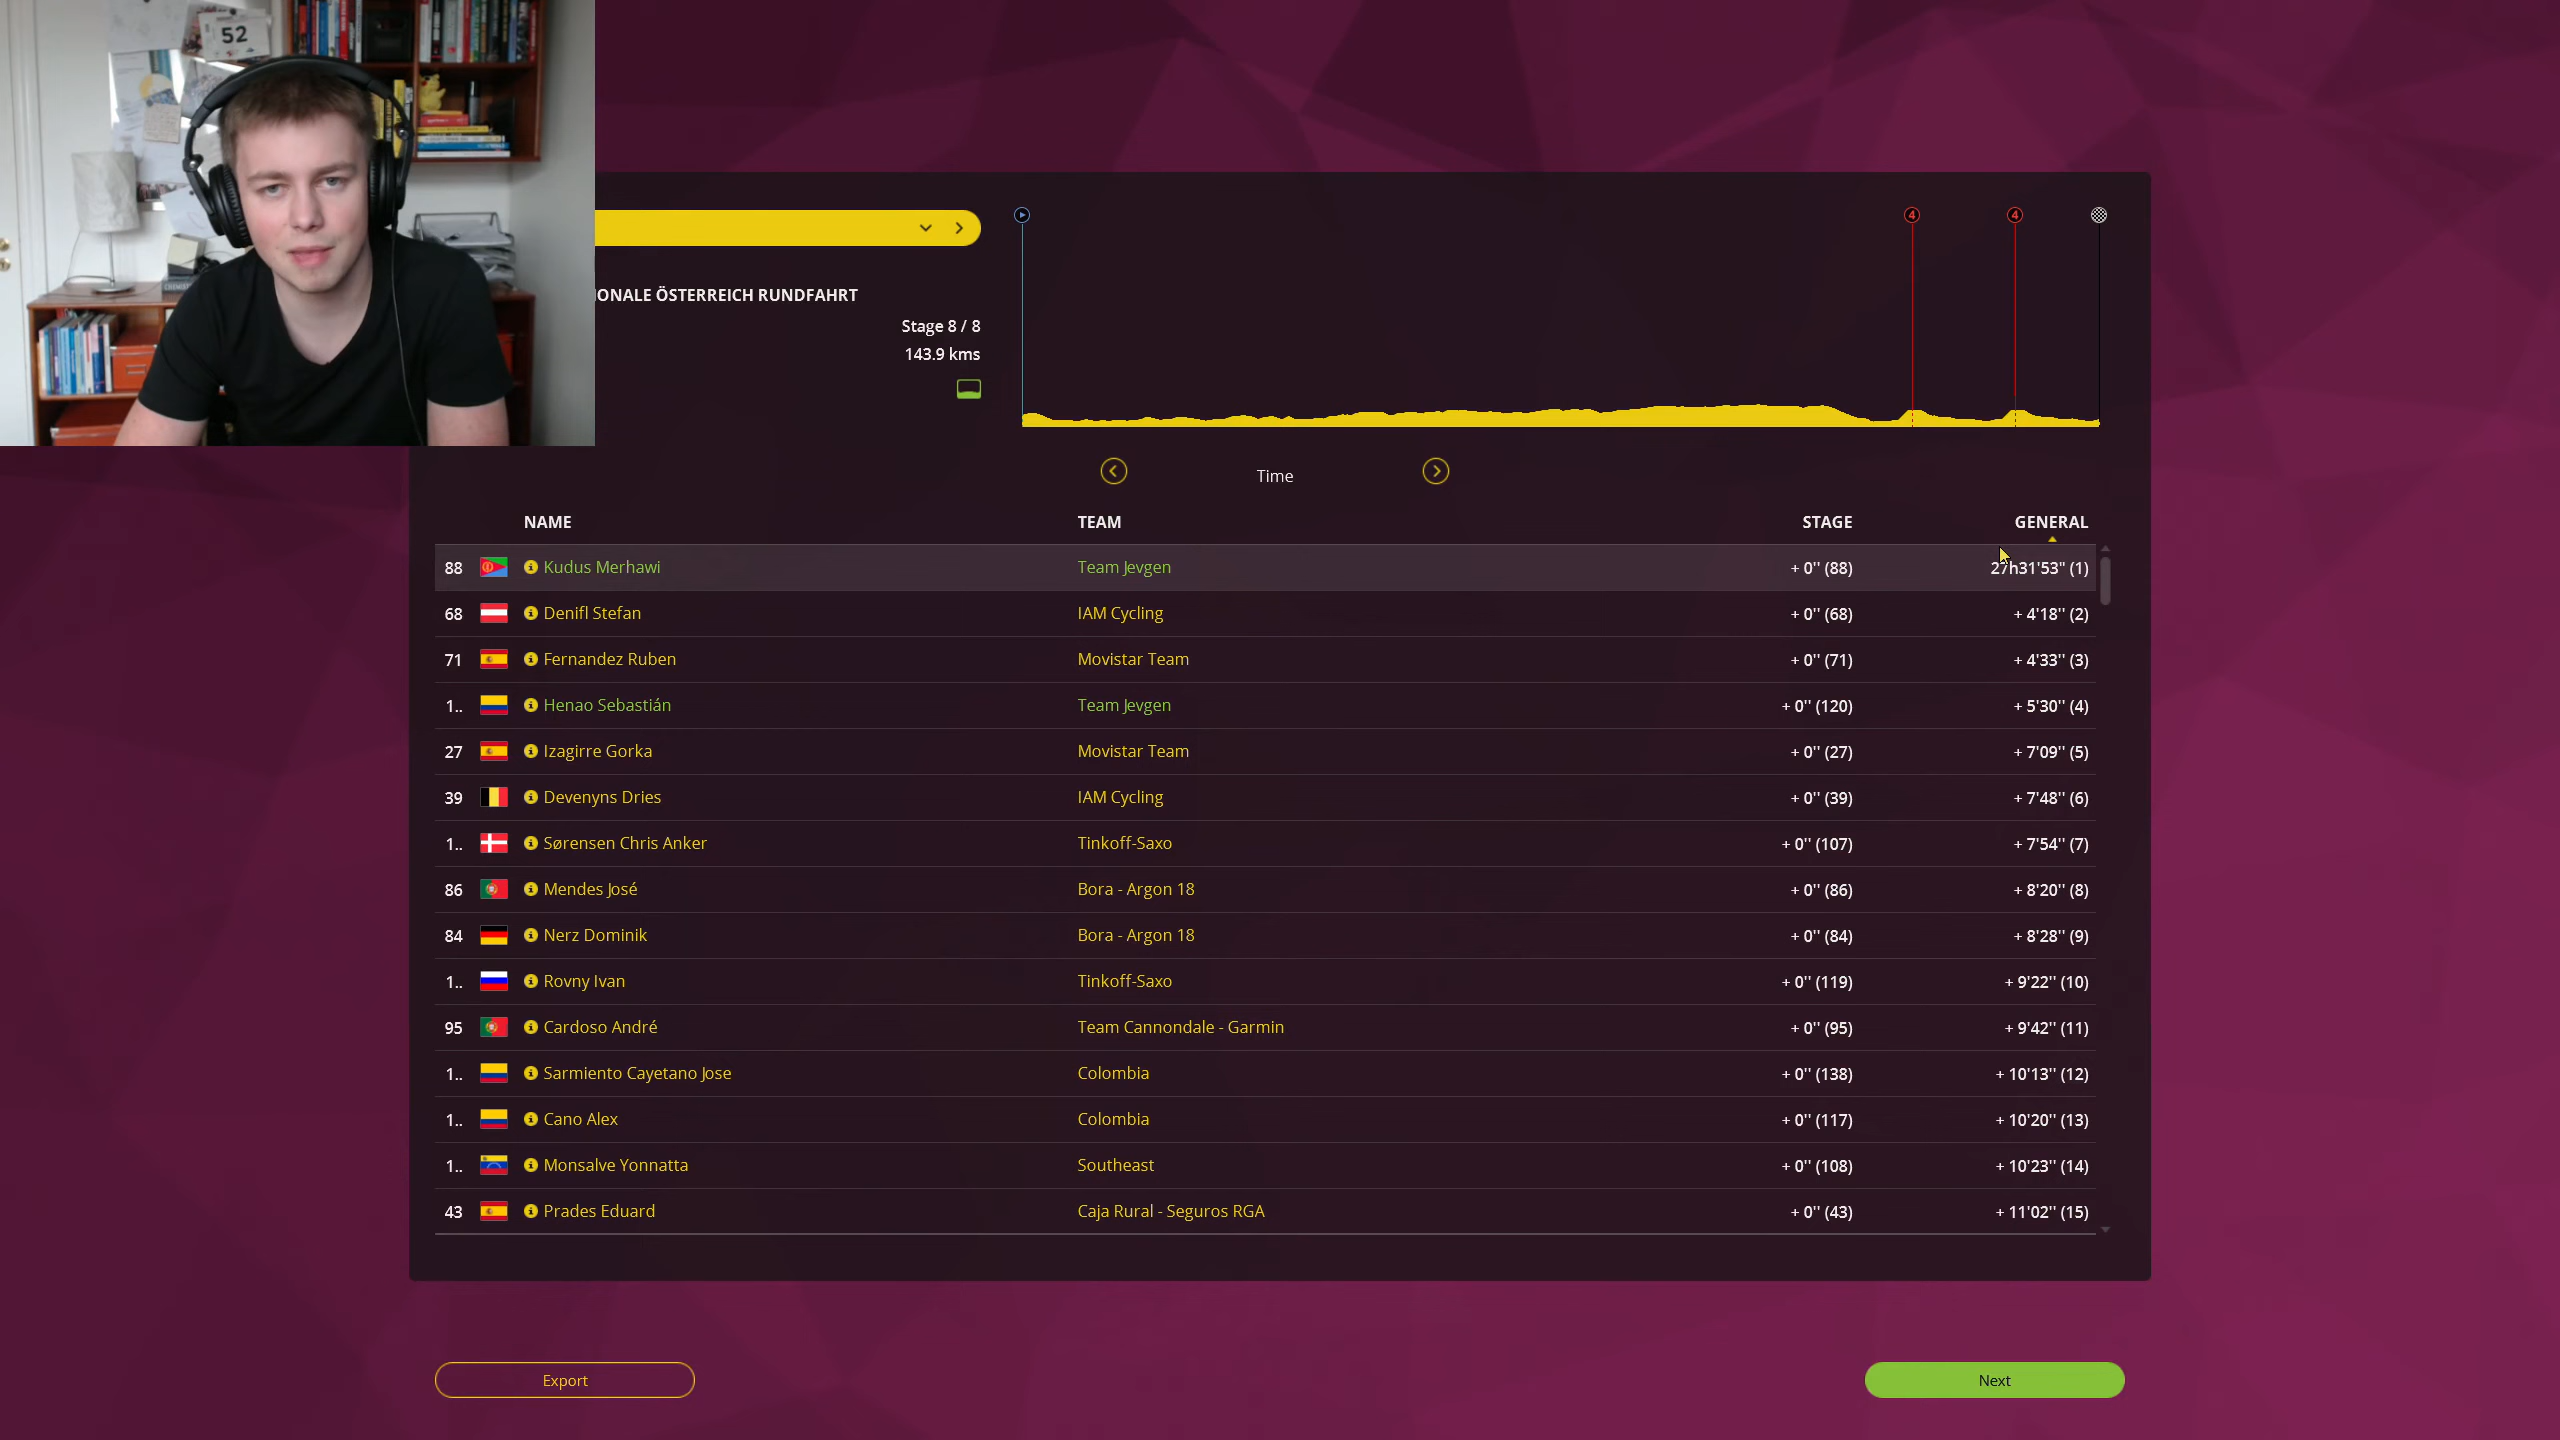 52
IONALE ÖSTERREICH RUNDFAHRT
Stage 8 / 8
143.9 kms
4
4
Time
NAME TEAM STAGE GENERAL
88 Kudus Merhawi Team Jevgen + 0'' (88) 27h31'53'' (1)
68 Denifl Stefan IAM Cycling + 0'' (68) + 4'18'' (2)
71 Fernandez Ruben Movistar Team + 0'' (71) + 4'33'' (3)
1.. Henao Sebastián Team Jevgen + 0'' (120) + 5'30'' (4)
27 Izagirre Gorka Movistar Team + 0'' (27) + 7'09'' (5)
39 Devenyns Dries IAM Cycling + 0'' (39) + 7'48'' (6)
1.. Sørensen Chris Anker Tinkoff-Saxo + 0'' (107) + 7'54'' (7)
86 Mendes José Bora - Argon 18 + 0'' (86) + 8'20'' (8)
84 Nerz Dominik Bora - Argon 18 + 0'' (84) + 8'28'' (9)
1.. Rovny Ivan Tinkoff-Saxo + 0'' (119) + 9'22'' (10)
95 Cardoso André Team Cannondale - Garmin + 0'' (95) + 9'42'' (11)
1.. Sarmiento Cayetano Jose Colombia + 0'' (138) + 10'13'' (12)
1.. Cano Alex Colombia + 0'' (117) + 10'20'' (13)
1.. Monsalve Yonnatta Southeast + 0'' (108) + 10'23'' (14)
43 Prades Eduard Caja Rural - Seguros RGA + 0'' (43) + 11'02'' (15)
Export
Next